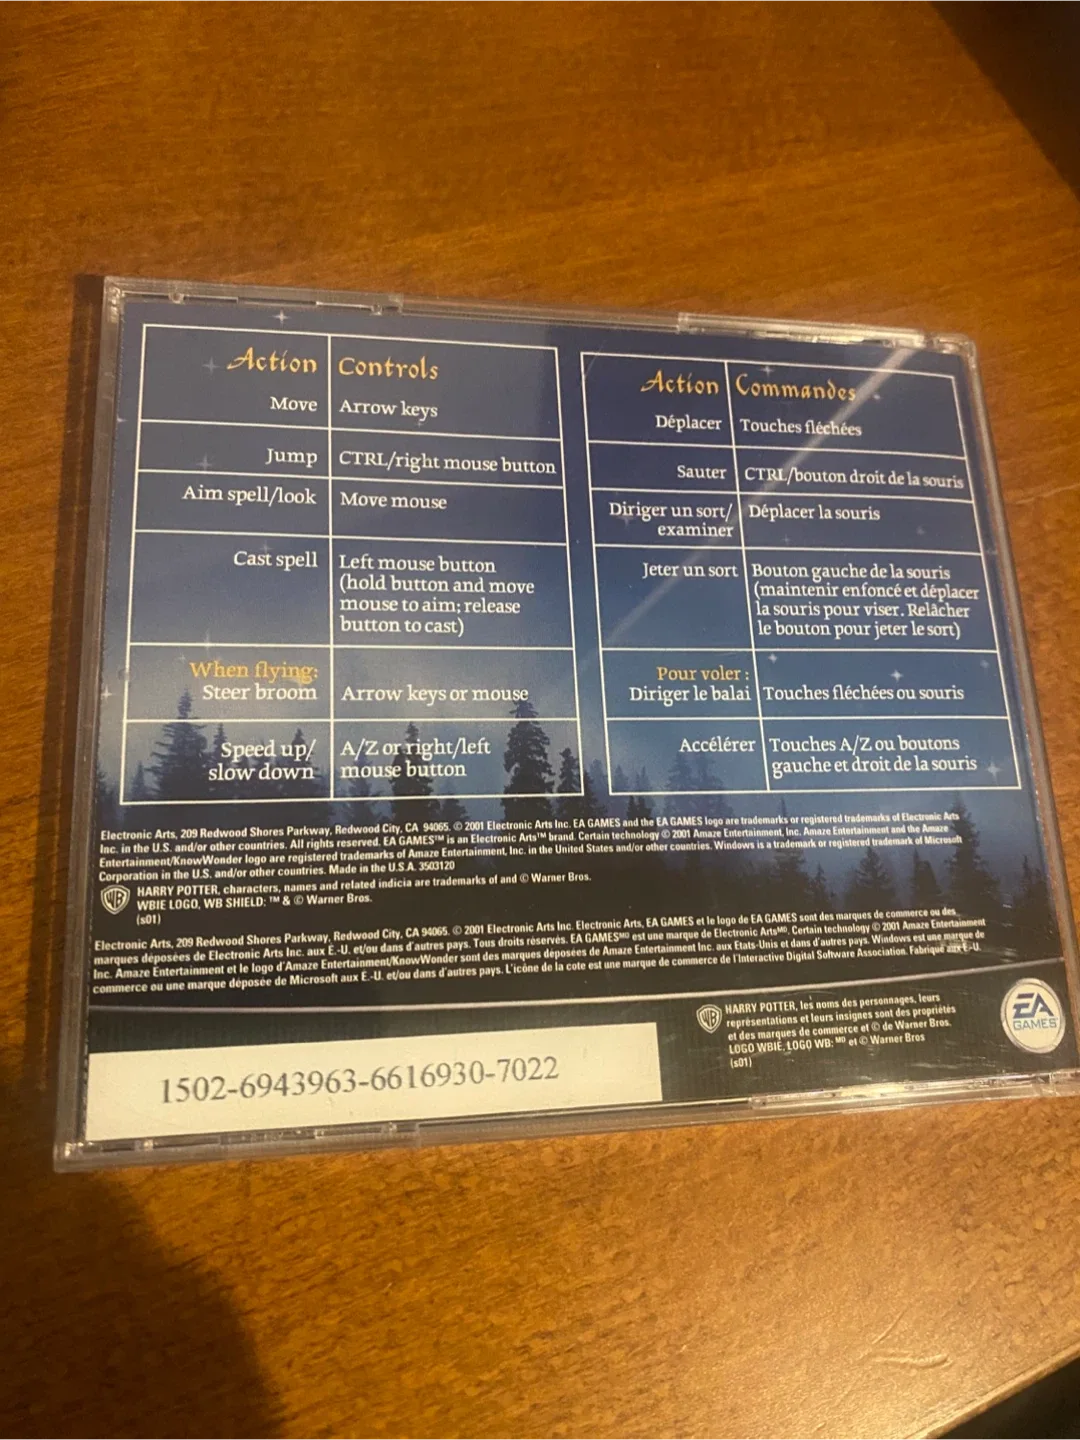 Action Controls
Move Arrow keys
Jump CTRL/right mouse button
Aim spell/look Move mouse
Cast spell Left mouse button
(hold button and move
mouse to aim; release
button to cast)
When flying:
Steer broom Arrow keys or mouse
Speed up/ A/Z or right/left
slow down mouse button
Action Commandes
Déplacer Touches fléchées
Sauter CTRL/bouton droit de la souris
Diriger un sort/ Déplacer la souris
examiner
Jeter un sort Bouton gauche de la souris
(maintenir enfoncé et déplacer
la souris pour viser. Relâcher
le bouton pour jeter le sort)
Pour voler :
Diriger le balai Touches fléchées ou souris
Accélérer Touches A/Z ou boutons
gauche et droit de la souris
Electronic Arts, 209 Redwood Shores Parkway, Redwood City, CA 94065. © 2001 Electronic Arts Inc. EA GAMES and the EA GAMES logo are trademarks or registered trademarks of Electronic Arts
Inc. in the U.S. and/or other countries. All rights reserved. EA GAMES™ is an Electronic Arts™ brand. Certain technology © 2001 Amaze Entertainment, Inc. Amaze Entertainment and the Amaze
Entertainment/KnowWonder logo are registered trademarks of Amaze Entertainment, Inc. in the United States and/or other countries. Windows is a trademark or registered trademark of Microsoft
Corporation in the U.S. and/or other countries. Made in the U.S.A. 3503120
WB HARRY POTTER, characters, names and related indicia are trademarks of and © Warner Bros.
WBIE LOGO, WB SHIELD: ™ & © Warner Bros.
(s01)
Electronic Arts, 209 Redwood Shores Parkway, Redwood City, CA 94065. © 2001 Electronic Arts Inc. Electronic Arts, EA GAMES et le logo de EA GAMES sont des marques de commerce ou des
marques déposées de Electronic Arts Inc. aux É.-U. et/ou dans d'autres pays. Tous droits réservés. EA GAMESMD est une marque de Electronic ArtsMD. Certain technology © 2001 Amaze Entertainment
Inc. Amaze Entertainment et le logo d'Amaze Entertainment/KnowWonder sont des marques déposées de Amaze Entertainment Inc. aux Etats-Unis et dans d'autres pays. Windows est une marque de
commerce ou une marque déposée de Microsoft aux É.-U. et/ou dans d'autres pays. L'icône de la cote est une marque de commerce de l'Interactive Digital Software Association. Fabriqué aux É.-U.
WB HARRY POTTER, les noms des personnages, leurs
représentations et leurs insignes sont des propriétés
et des marques de commerce et © de Warner Bros.
LOGO WBIE, LOGO WB: MD et © Warner Bros
(s01)
EA
GAMES™
1502-6943963-6616930-7022